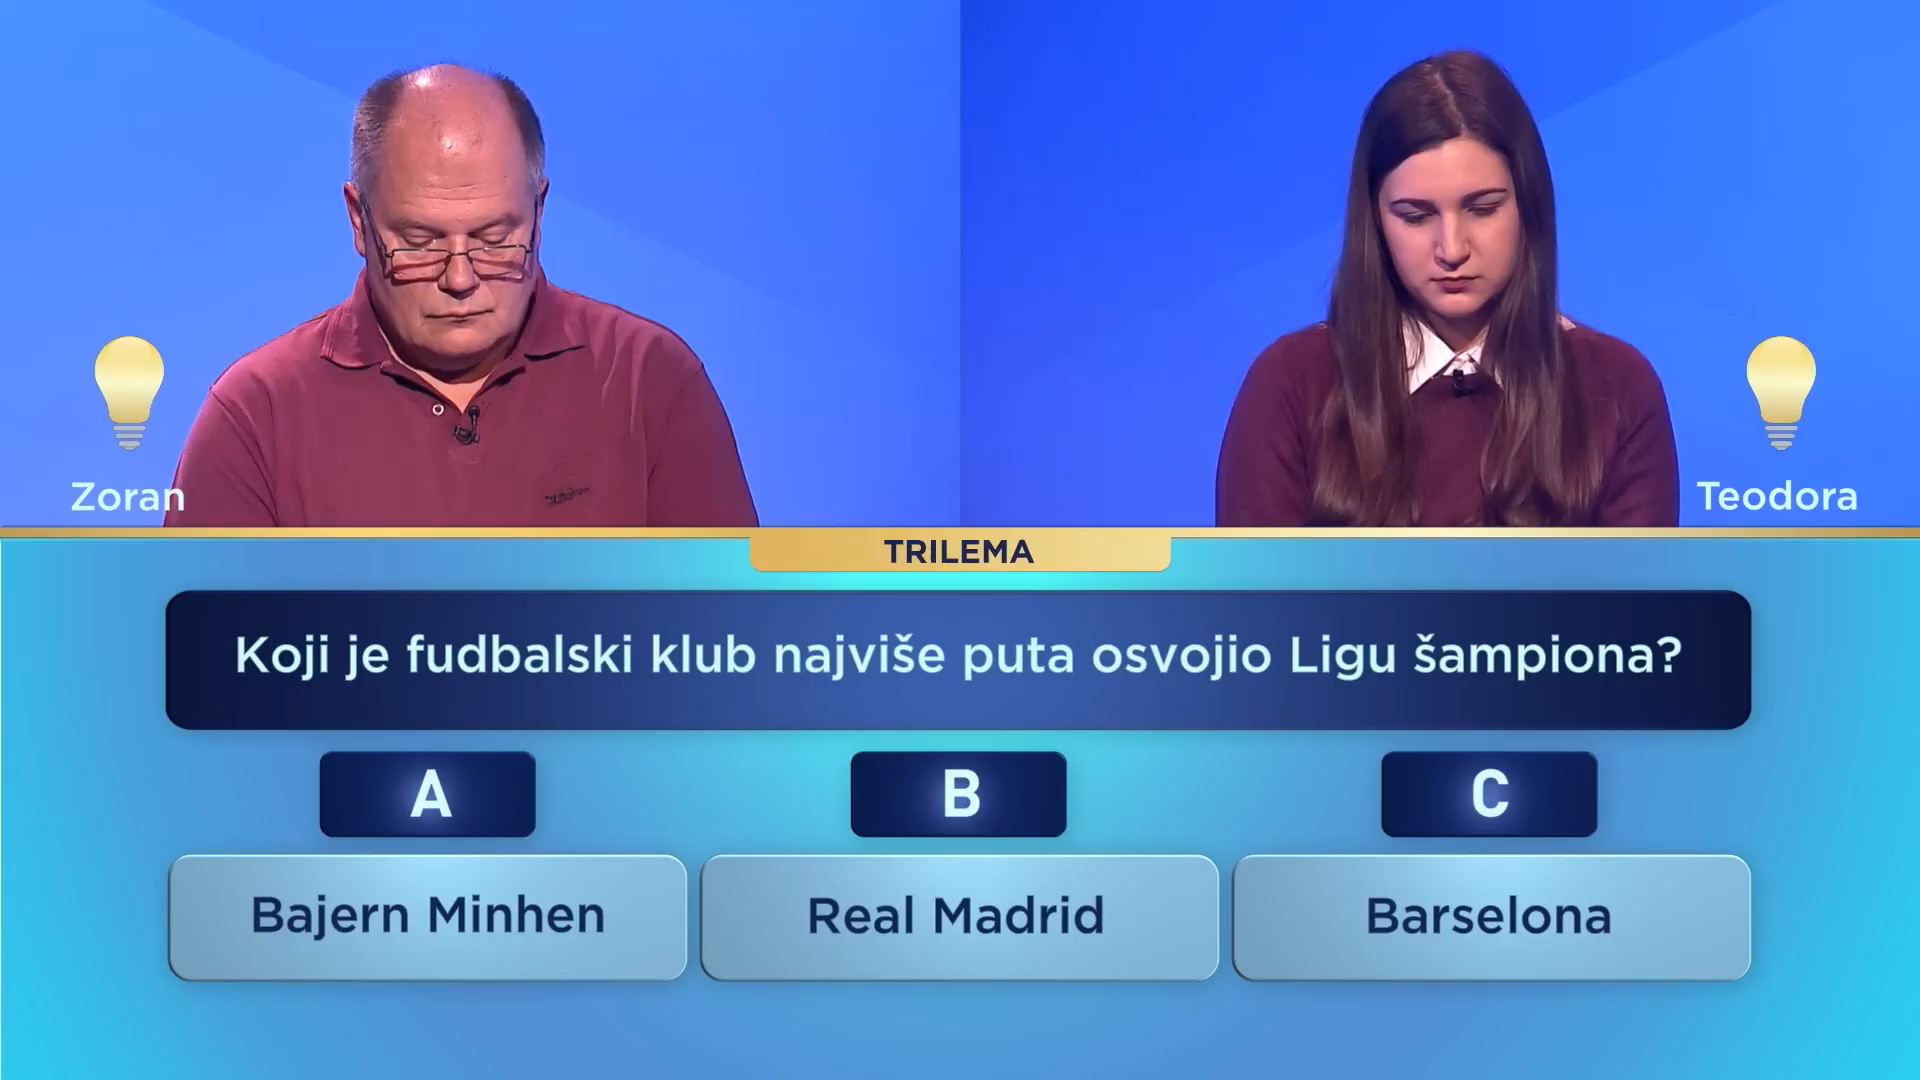 Zoran
Teodora
TRILEMA
Koji je fudbalski klub najviše puta osvojio Ligu šampiona?
A
B
C
Bajern Minhen
Real Madrid
Barselona